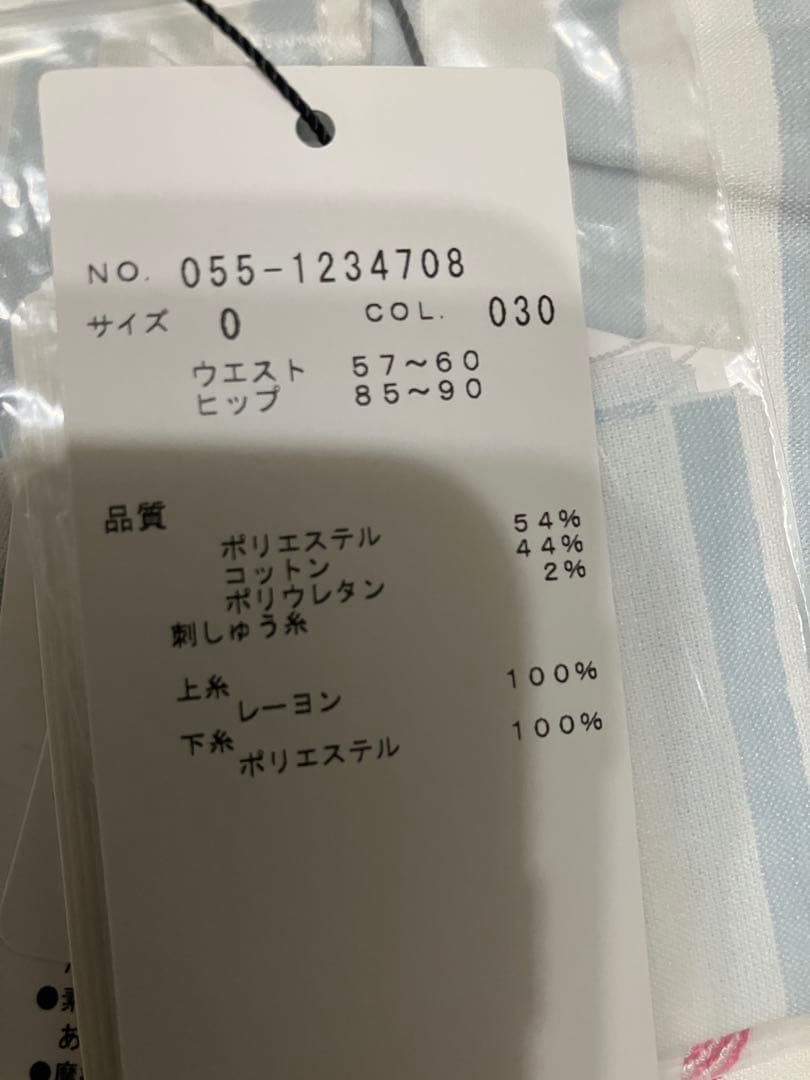 NO. 055-1234708
サイズ 0 COL. 030
ウエスト 57~60
ヒップ 85~90
品質
ポリエステル 54%
コットン 44%
ポリウレタン 2%
刺しゅう糸
上糸
レーヨン 100%
下糸
ポリエステル 100%
●素
あ
●摩